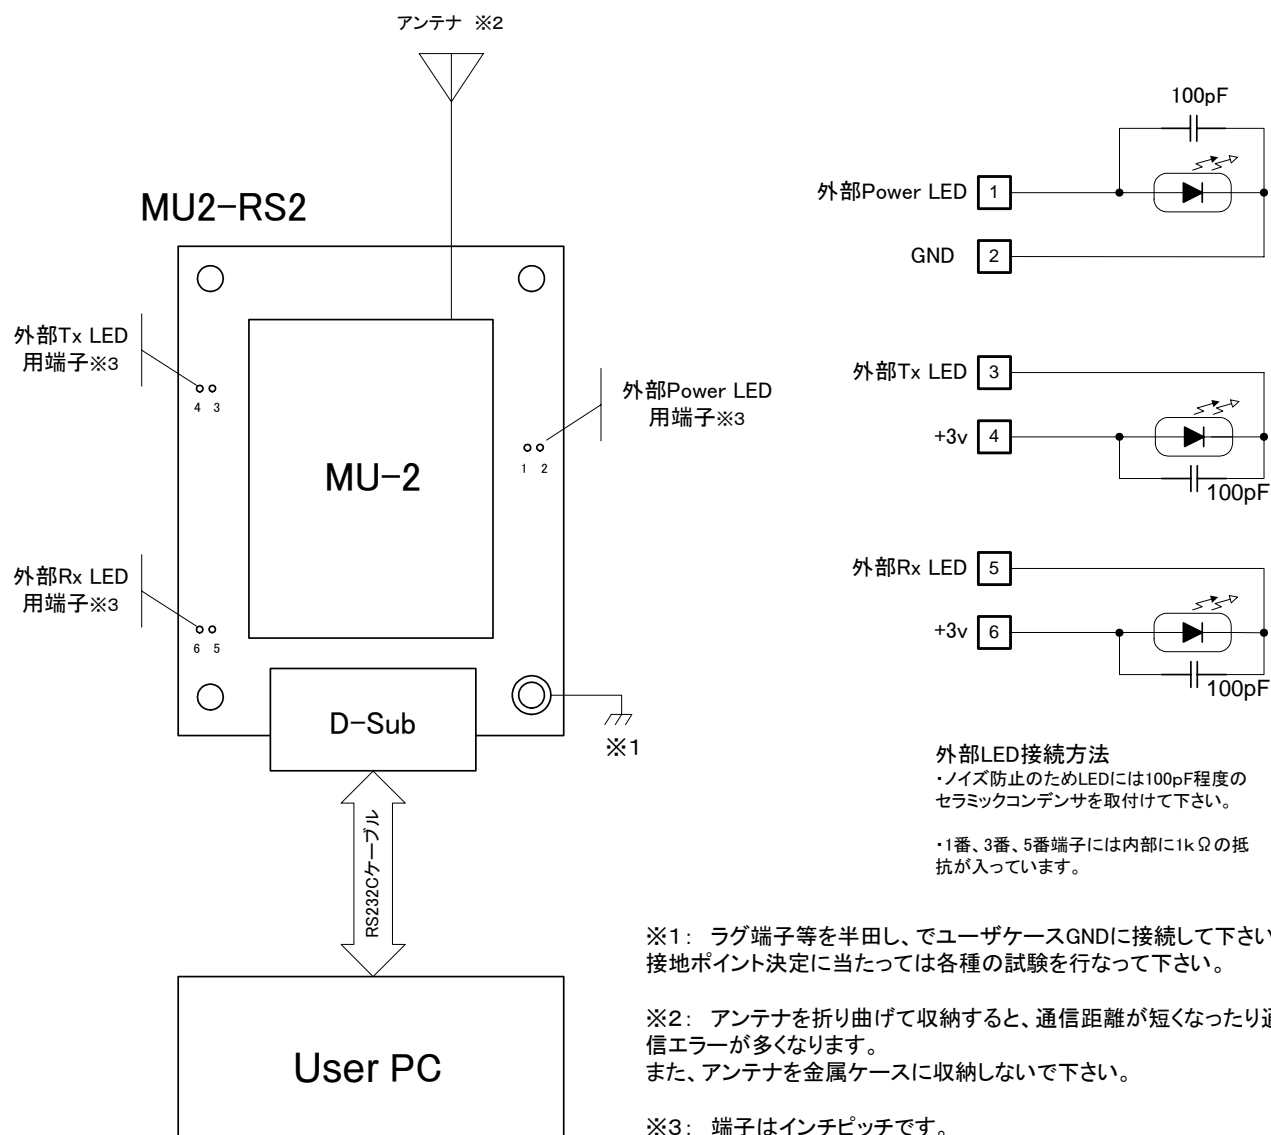 アンテナ ※2
MU2-RS2
外部Tx LED
用端子※3
4 3
外部Power LED
用端子※3
1 2
MU-2
外部Rx LED
用端子※3
6 5
D-Sub
※1
RS232Cケーブル
User PC
100pF
外部Power LED 1
GND 2
外部Tx LED 3
+3v 4
100pF
外部Rx LED 5
+3v 6
100pF
外部LED接続方法
・ノイズ防止のためLEDには100pF程度の
セラミックコンデンサを取付けて下さい。
・1番、3番、5番端子には内部に1kΩの抵
抗が入っています。
※1: ラグ端子等を半田し、でユーザケースGNDに接続して下さい
接地ポイント決定に当たっては各種の試験を行なって下さい。
※2: アンテナを折り曲げて収納すると、通信距離が短くなったり通
信エラーが多くなります。
また、アンテナを金属ケースに収納しないで下さい。
※3: 端子はインチピッチです。